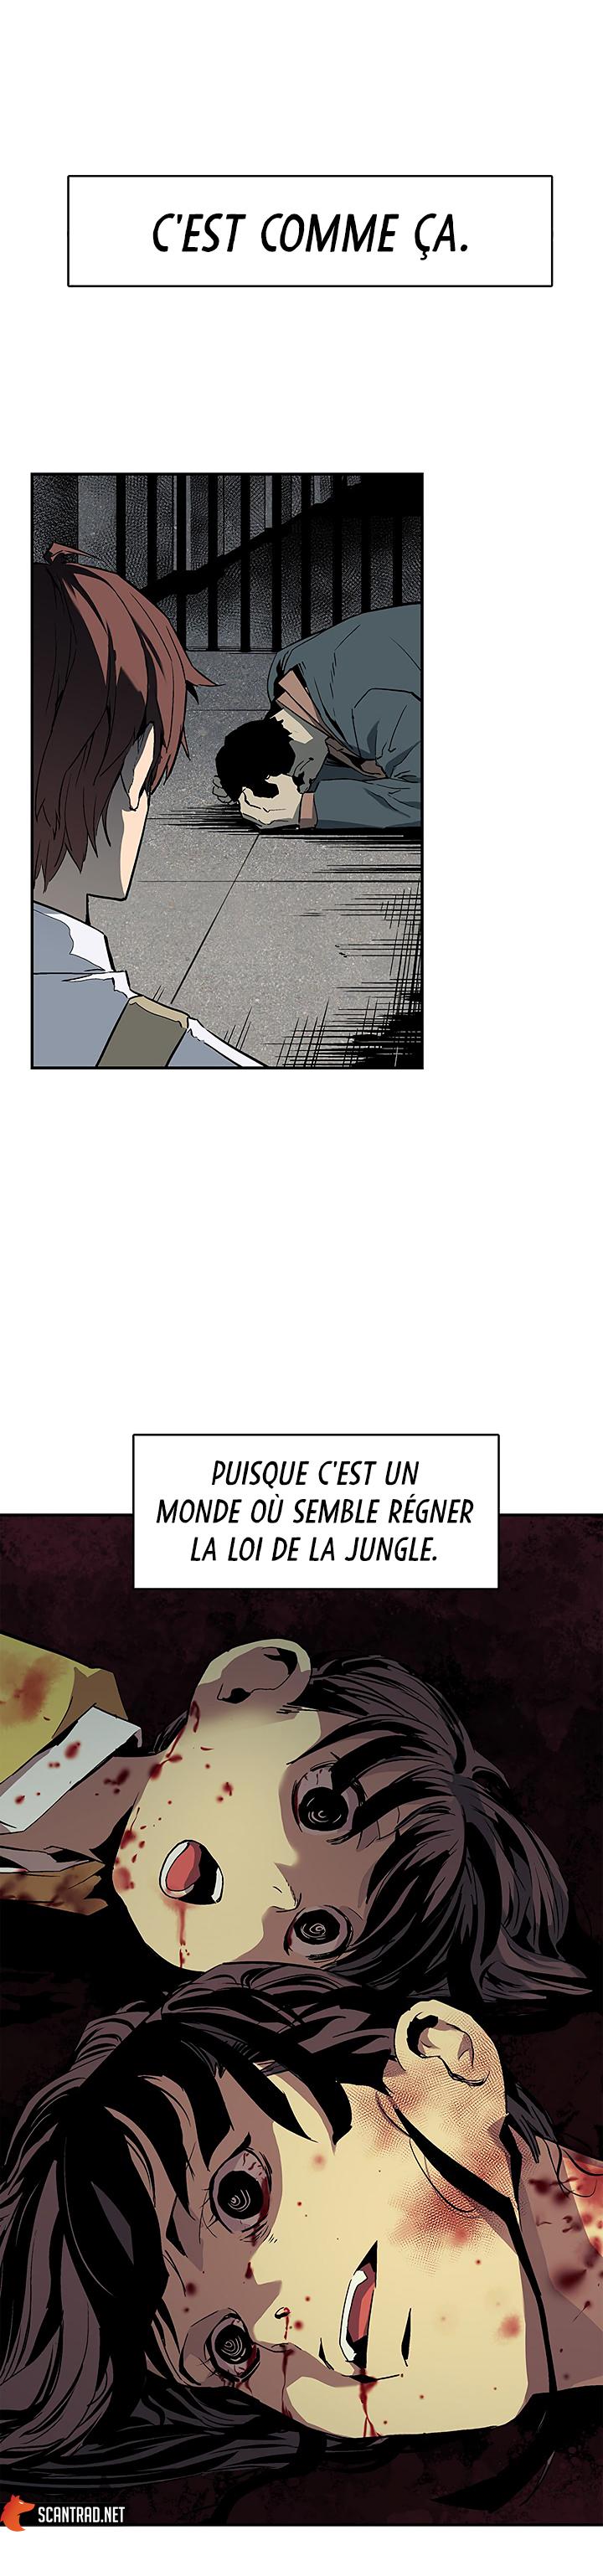 C'EST COMME ÇA.
PUISQUE C'EST UN
MONDE OÙ SEMBLE RÉGNER
LA LOI DE LA JUNGLE.
SCANTRAD.NET